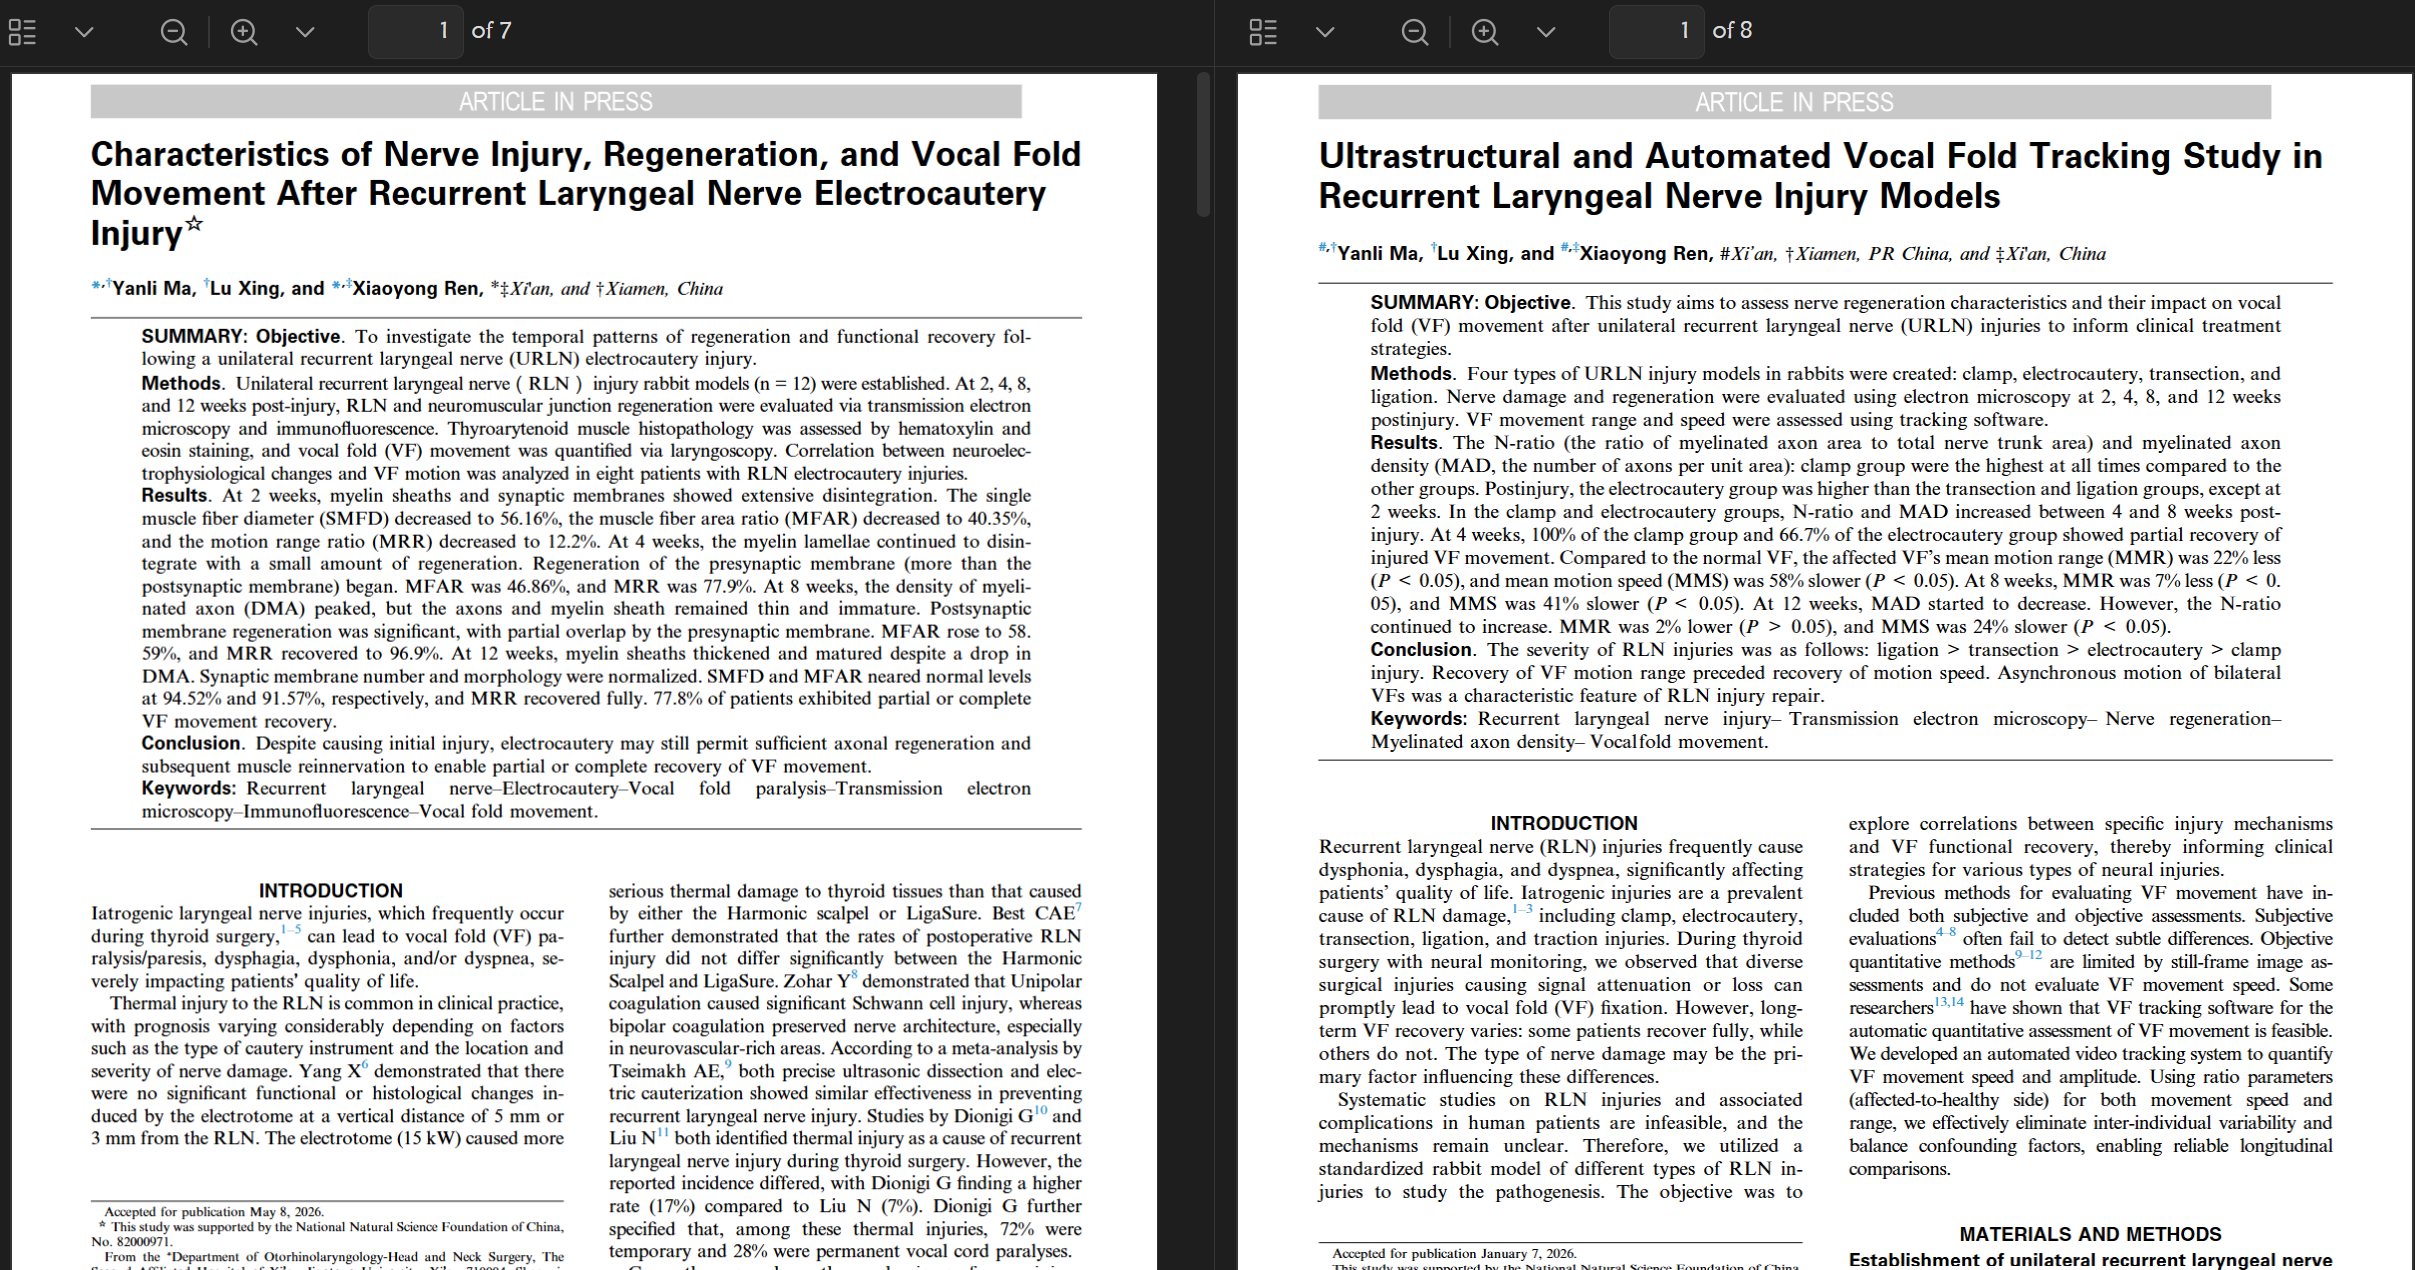 1 of 7
ARTICLE IN PRESS
Characteristics of Nerve Injury, Regeneration, and Vocal Fold
Movement After Recurrent Laryngeal Nerve Electrocautery
Injury☆
*,†Yanli Ma, †Lu Xing, and *,‡Xiaoyong Ren, *‡Xi'an, and †Xiamen, China
SUMMARY: Objective. To investigate the temporal patterns of regeneration and functional recovery fol-
lowing a unilateral recurrent laryngeal nerve (URLN) electrocautery injury.
Methods. Unilateral recurrent laryngeal nerve ( RLN ) injury rabbit models (n = 12) were established. At 2, 4, 8,
and 12 weeks post-injury, RLN and neuromuscular junction regeneration were evaluated via transmission electron
microscopy and immunofluorescence. Thyroarytenoid muscle histopathology was assessed by hematoxylin and
eosin staining, and vocal fold (VF) movement was quantified via laryngoscopy. Correlation between neuroelec-
trophysiological changes and VF motion was analyzed in eight patients with RLN electrocautery injuries.
Results. At 2 weeks, myelin sheaths and synaptic membranes showed extensive disintegration. The single
muscle fiber diameter (SMFD) decreased to 56.16%, the muscle fiber area ratio (MFAR) decreased to 40.35%,
and the motion range ratio (MRR) decreased to 12.2%. At 4 weeks, the myelin lamellae continued to disin-
tegrate with a small amount of regeneration. Regeneration of the presynaptic membrane (more than the
postsynaptic membrane) began. MFAR was 46.86%, and MRR was 77.9%. At 8 weeks, the density of myeli-
nated axon (DMA) peaked, but the axons and myelin sheath remained thin and immature. Postsynaptic
membrane regeneration was significant, with partial overlap by the presynaptic membrane. MFAR rose to 58.
59%, and MRR recovered to 96.9%. At 12 weeks, myelin sheaths thickened and matured despite a drop in
DMA. Synaptic membrane number and morphology were normalized. SMFD and MFAR neared normal levels
at 94.52% and 91.57%, respectively, and MRR recovered fully. 77.8% of patients exhibited partial or complete
VF movement recovery.
Conclusion. Despite causing initial injury, electrocautery may still permit sufficient axonal regeneration and
subsequent muscle reinnervation to enable partial or complete recovery of VF movement.
Keywords: Recurrent laryngeal nerve–Electrocautery–Vocal fold paralysis–Transmission electron
microscopy–Immunofluorescence–Vocal fold movement.
INTRODUCTION
Iatrogenic laryngeal nerve injuries, which frequently occur
during thyroid surgery,1–5 can lead to vocal fold (VF) pa-
ralysis/paresis, dysphagia, dysphonia, and/or dyspnea, se-
verely impacting patients' quality of life.
Thermal injury to the RLN is common in clinical practice,
with prognosis varying considerably depending on factors
such as the type of cautery instrument and the location and
severity of nerve damage. Yang X6 demonstrated that there
were no significant functional or histological changes in-
duced by the electrotome at a vertical distance of 5 mm or
3 mm from the RLN. The electrotome (15 kW) caused more
Accepted for publication May 8, 2026.
☆ This study was supported by the National Natural Science Foundation of China,
No. 82000971.
From the *Department of Otorhinolaryngology-Head and Neck Surgery, The
serious thermal damage to thyroid tissues than that caused
by either the Harmonic scalpel or LigaSure. Best CAE7
further demonstrated that the rates of postoperative RLN
injury did not differ significantly between the Harmonic
Scalpel and LigaSure. Zohar Y8 demonstrated that Unipolar
coagulation caused significant Schwann cell injury, whereas
bipolar coagulation preserved nerve architecture, especially
in neurovascular-rich areas. According to a meta-analysis by
Tseimakh AE,9 both precise ultrasonic dissection and elec-
tric cauterization showed similar effectiveness in preventing
recurrent laryngeal nerve injury. Studies by Dionigi G10 and
Liu N11 both identified thermal injury as a cause of recurrent
laryngeal nerve injury during thyroid surgery. However, the
reported incidence differed, with Dionigi G finding a higher
rate (17%) compared to Liu N (7%). Dionigi G further
specified that, among these thermal injuries, 72% were
temporary and 28% were permanent vocal cord paralyses.
1 of 8
ARTICLE IN PRESS
Ultrastructural and Automated Vocal Fold Tracking Study in
Recurrent Laryngeal Nerve Injury Models
#,†Yanli Ma, †Lu Xing, and #,‡Xiaoyong Ren, #Xi'an, †Xiamen, PR China, and ‡Xi'an, China
SUMMARY: Objective. This study aims to assess nerve regeneration characteristics and their impact on vocal
fold (VF) movement after unilateral recurrent laryngeal nerve (URLN) injuries to inform clinical treatment
strategies.
Methods. Four types of URLN injury models in rabbits were created: clamp, electrocautery, transection, and
ligation. Nerve damage and regeneration were evaluated using electron microscopy at 2, 4, 8, and 12 weeks
postinjury. VF movement range and speed were assessed using tracking software.
Results. The N-ratio (the ratio of myelinated axon area to total nerve trunk area) and myelinated axon
density (MAD, the number of axons per unit area): clamp group were the highest at all times compared to the
other groups. Postinjury, the electrocautery group was higher than the transection and ligation groups, except at
2 weeks. In the clamp and electrocautery groups, N-ratio and MAD increased between 4 and 8 weeks post-
injury. At 4 weeks, 100% of the clamp group and 66.7% of the electrocautery group showed partial recovery of
injured VF movement. Compared to the normal VF, the affected VF's mean motion range (MMR) was 22% less
(P < 0.05), and mean motion speed (MMS) was 58% slower (P < 0.05). At 8 weeks, MMR was 7% less (P < 0.
05), and MMS was 41% slower (P < 0.05). At 12 weeks, MAD started to decrease. However, the N-ratio
continued to increase. MMR was 2% lower (P > 0.05), and MMS was 24% slower (P < 0.05).
Conclusion. The severity of RLN injuries was as follows: ligation > transection > electrocautery > clamp
injury. Recovery of VF motion range preceded recovery of motion speed. Asynchronous motion of bilateral
VFs was a characteristic feature of RLN injury repair.
Keywords: Recurrent laryngeal nerve injury– Transmission electron microscopy– Nerve regeneration–
Myelinated axon density– Vocalfold movement.
INTRODUCTION
Recurrent laryngeal nerve (RLN) injuries frequently cause
dysphonia, dysphagia, and dyspnea, significantly affecting
patients' quality of life. Iatrogenic injuries are a prevalent
cause of RLN damage,1–3 including clamp, electrocautery,
transection, ligation, and traction injuries. During thyroid
surgery with neural monitoring, we observed that diverse
surgical injuries causing signal attenuation or loss can
promptly lead to vocal fold (VF) fixation. However, long-
term VF recovery varies: some patients recover fully, while
others do not. The type of nerve damage may be the pri-
mary factor influencing these differences.
Systematic studies on RLN injuries and associated
complications in human patients are infeasible, and the
mechanisms remain unclear. Therefore, we utilized a
standardized rabbit model of different types of RLN in-
juries to study the pathogenesis. The objective was to
Accepted for publication January 7, 2026.
This study was supported by the National Natural Science Foundation of China,
explore correlations between specific injury mechanisms
and VF functional recovery, thereby informing clinical
strategies for various types of neural injuries.
Previous methods for evaluating VF movement have in-
cluded both subjective and objective assessments. Subjective
evaluations4–8 often fail to detect subtle differences. Objective
quantitative methods9–12 are limited by still-frame image as-
sessments and do not evaluate VF movement speed. Some
researchers13,14 have shown that VF tracking software for the
automatic quantitative assessment of VF movement is feasible.
We developed an automated video tracking system to quantify
VF movement speed and amplitude. Using ratio parameters
(affected-to-healthy side) for both movement speed and
range, we effectively eliminate inter-individual variability and
balance confounding factors, enabling reliable longitudinal
comparisons.
MATERIALS AND METHODS
Establishment of unilateral recurrent laryngeal nerve